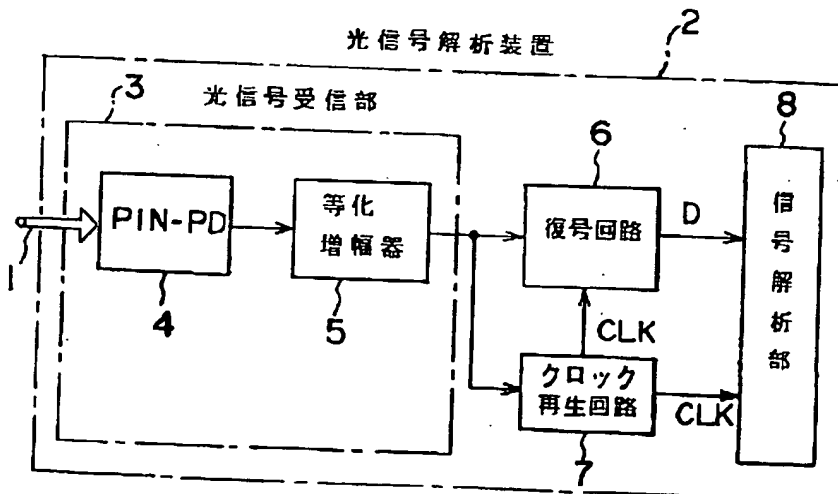 光信号解析装置
2
3
光信号受信部
6
8
PIN-PD
等化
増幅器
復号回路
D
信号解析部
1
4
5
CLK
クロック
再生回路
CLK
7